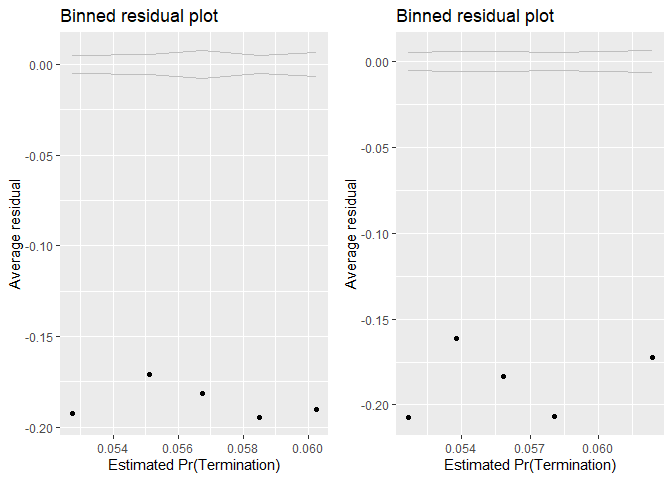 Binned residual plot
Average residual
0.00
-0.05
-0.10
-0.15
-0.20
0.054
0.056
0.058
0.060
Estimated Pr(Termination)
Binned residual plot
Average residual
0.00
-0.05
-0.10
-0.15
-0.20
0.054
0.057
0.060
Estimated Pr(Termination)